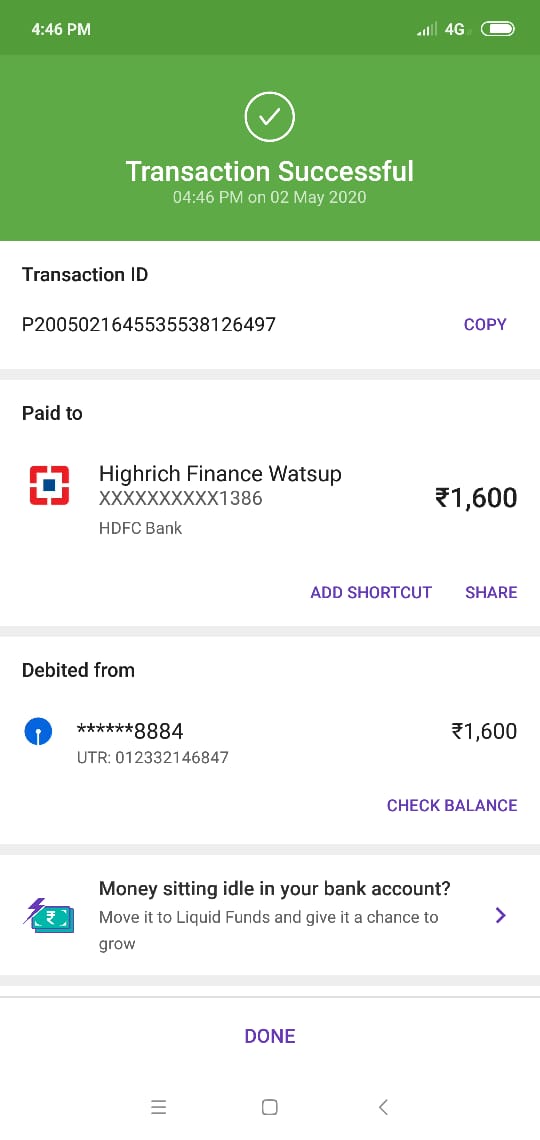 4:46 PM
4G
Transaction Successful
04:46 PM on 02 May 2020
Transaction ID
P2005021645535538126497
COPY
Paid to
Highrich Finance Watsup
XXXXXXXXXX1386
₹1,600
HDFC Bank
ADD SHORTCUT
SHARE
Debited from
******8884
₹1,600
UTR: 012332146847
CHECK BALANCE
Money sitting idle in your bank account?
Move it to Liquid Funds and give it a chance to
grow
DONE